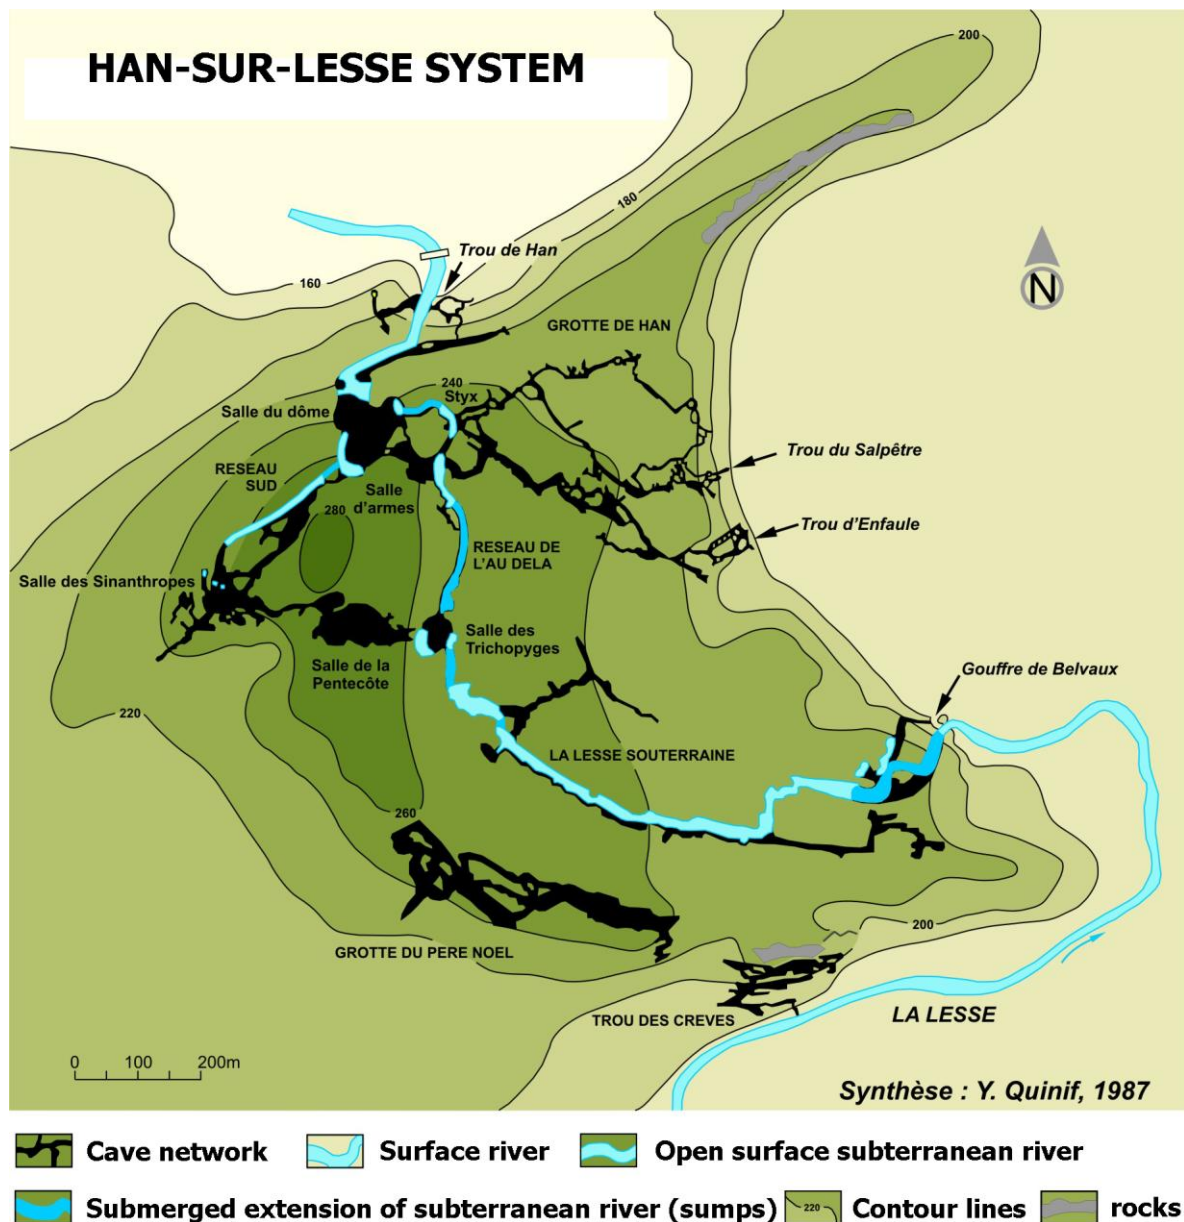 HAN-SUR-LESSE SYSTEM
200
180
Trou de Han
160
N
GROTTE DE HAN
240
Styx
Salle du dôme
Trou du Salpêtre
RESEAU
SUD
Salle
d'armes
280
Trou d'Enfaule
RESEAU DE
L'AU DELA
Salle des Sinanthropes
Salle des
Trichopyges
Salle de la
Pentecôte
Gouffre de Belvaux
220
LA LESSE SOUTERRAINE
260
200
GROTTE DU PERE NOEL
TROU DES CREVES
LA LESSE
0 100 200m
Synthèse : Y. Quinif, 1987
Cave network
Surface river
Open surface subterranean river
Submerged extension of subterranean river (sumps)
220
Contour lines
rocks